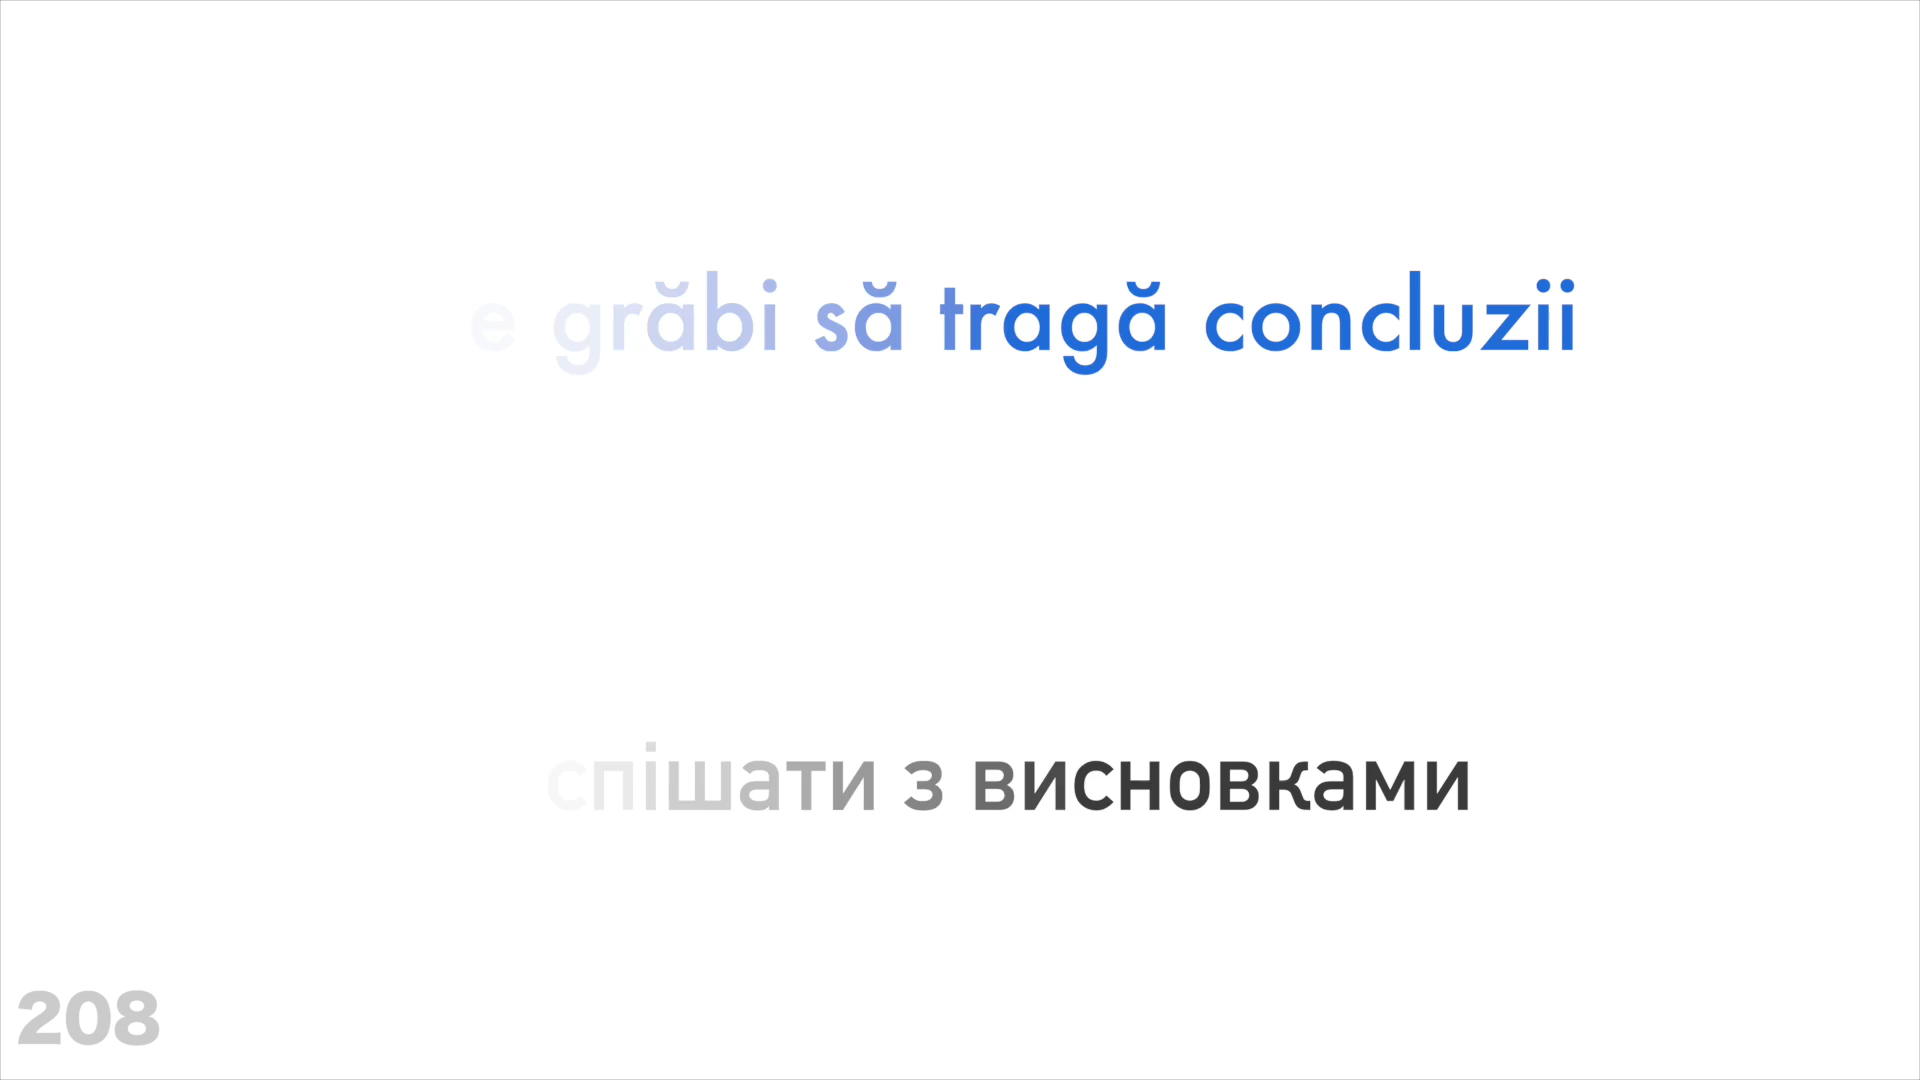 e grăbi să tragă concluzii
спішати з висновками
208